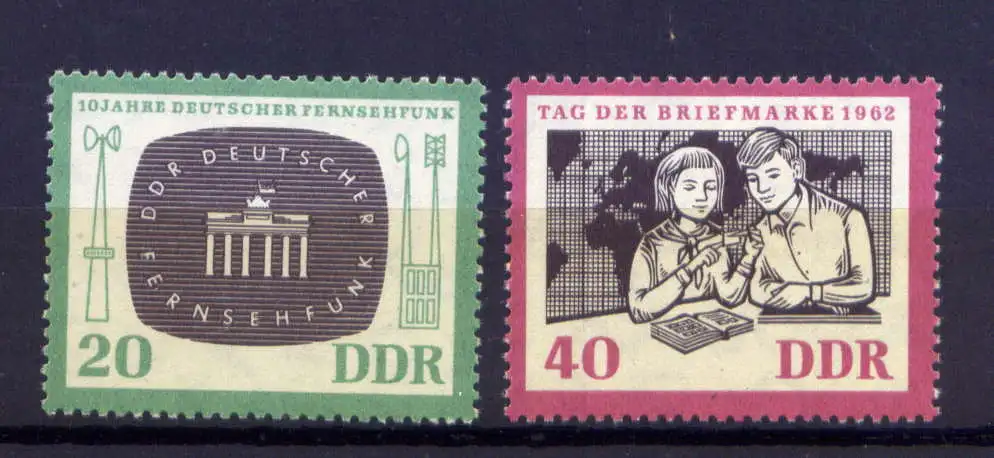 10 JAHRE DEUTSCHER FERNSEHFUNK
DDR DEUTSCHER
FERNSEHFUNK
20 DDR
TAG DER BRIEFMARKE 1962
40 DDR